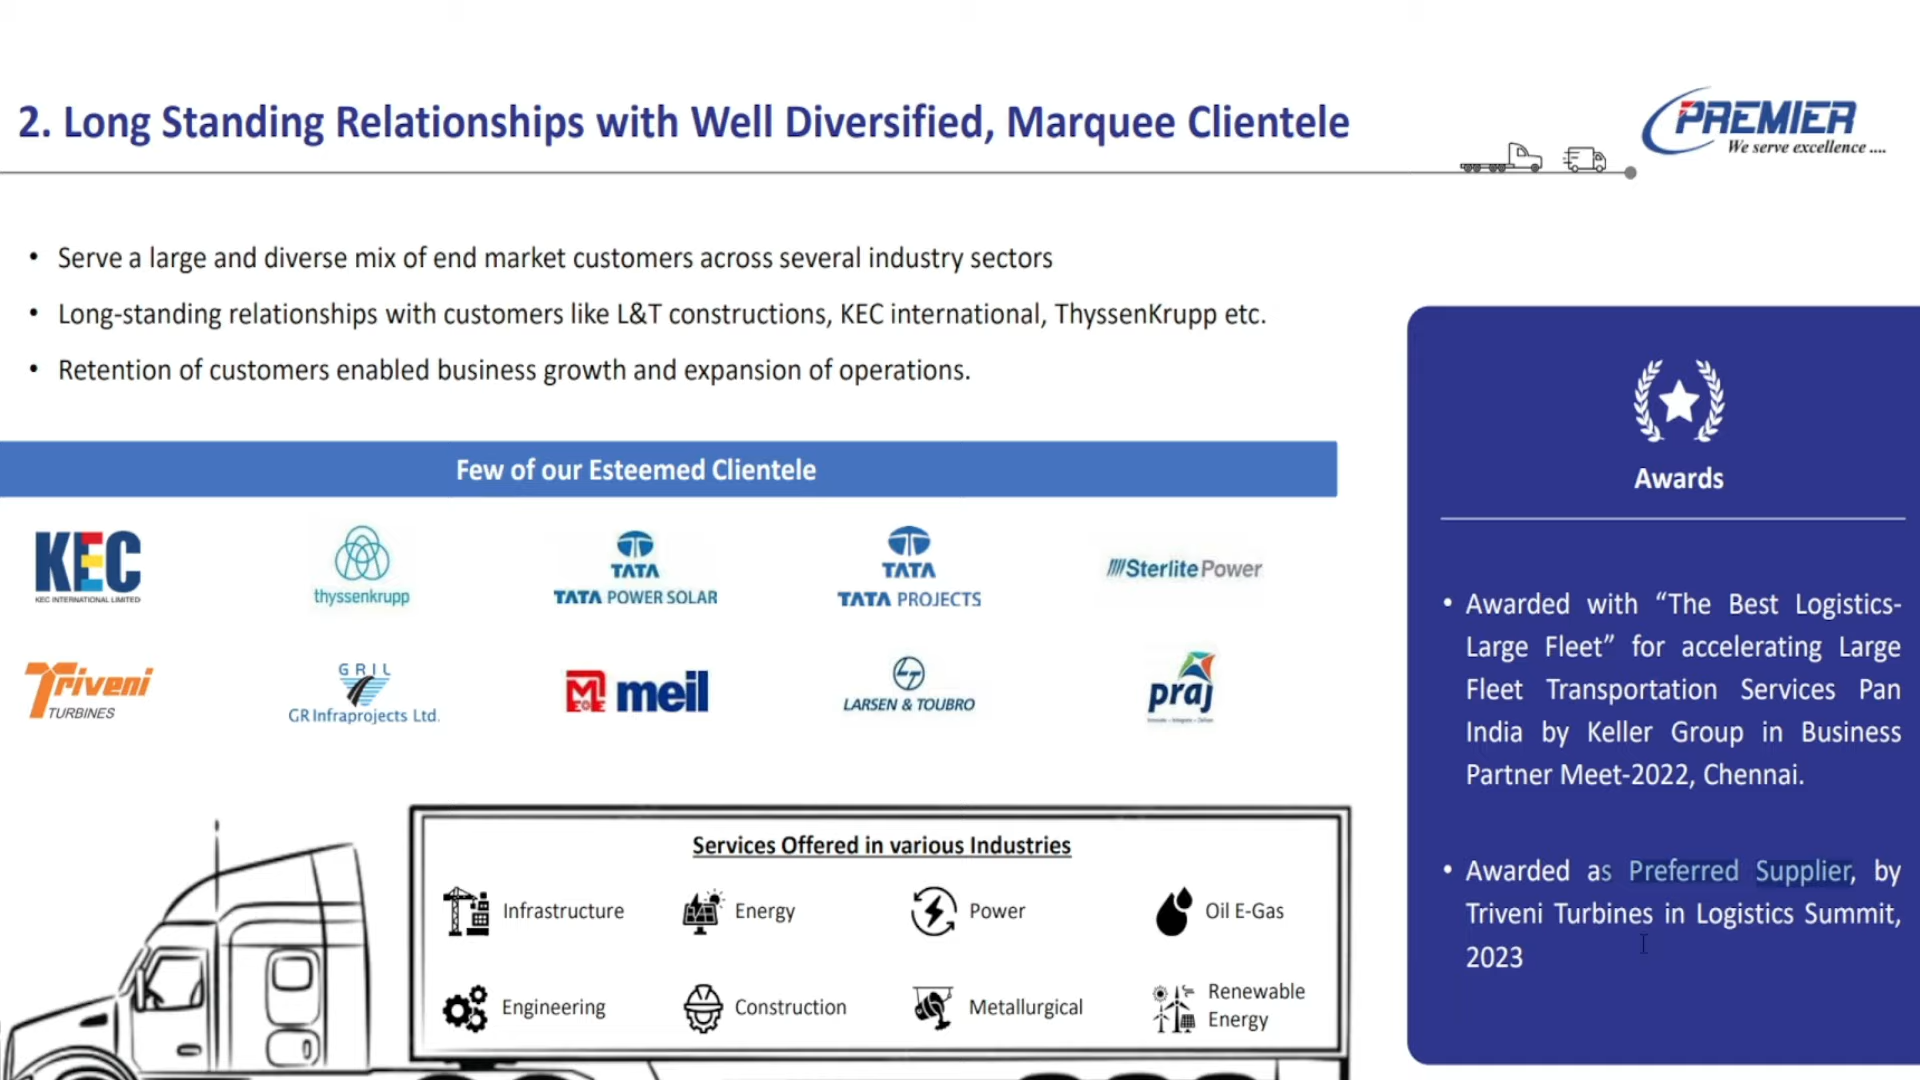 2. Long Standing Relationships with Well Diversified, Marquee Clientele
PREMIER
We serve excellence ....
• Serve a large and diverse mix of end market customers across several industry sectors
• Long-standing relationships with customers like L&T constructions, KEC international, ThyssenKrupp etc.
• Retention of customers enabled business growth and expansion of operations.
Few of our Esteemed Clientele
KEC
KEC INTERNATIONAL LIMITED
thyssenkrupp
TATA
TATA POWER SOLAR
TATA
TATA PROJECTS
Sterlite Power
Triveni
TURBINES
GRIL
GR Infraprojects Ltd.
meil
LARSEN & TOUBRO
praj
Services Offered in various Industries
Infrastructure
Energy
Power
Oil E-Gas
Engineering
Construction
Metallurgical
Renewable
Energy
Awards
• Awarded with “The Best Logistics-
Large Fleet” for accelerating Large
Fleet Transportation Services Pan
India by Keller Group in Business
Partner Meet-2022, Chennai.
• Awarded as Preferred Supplier, by
Triveni Turbines in Logistics Summit,
2023